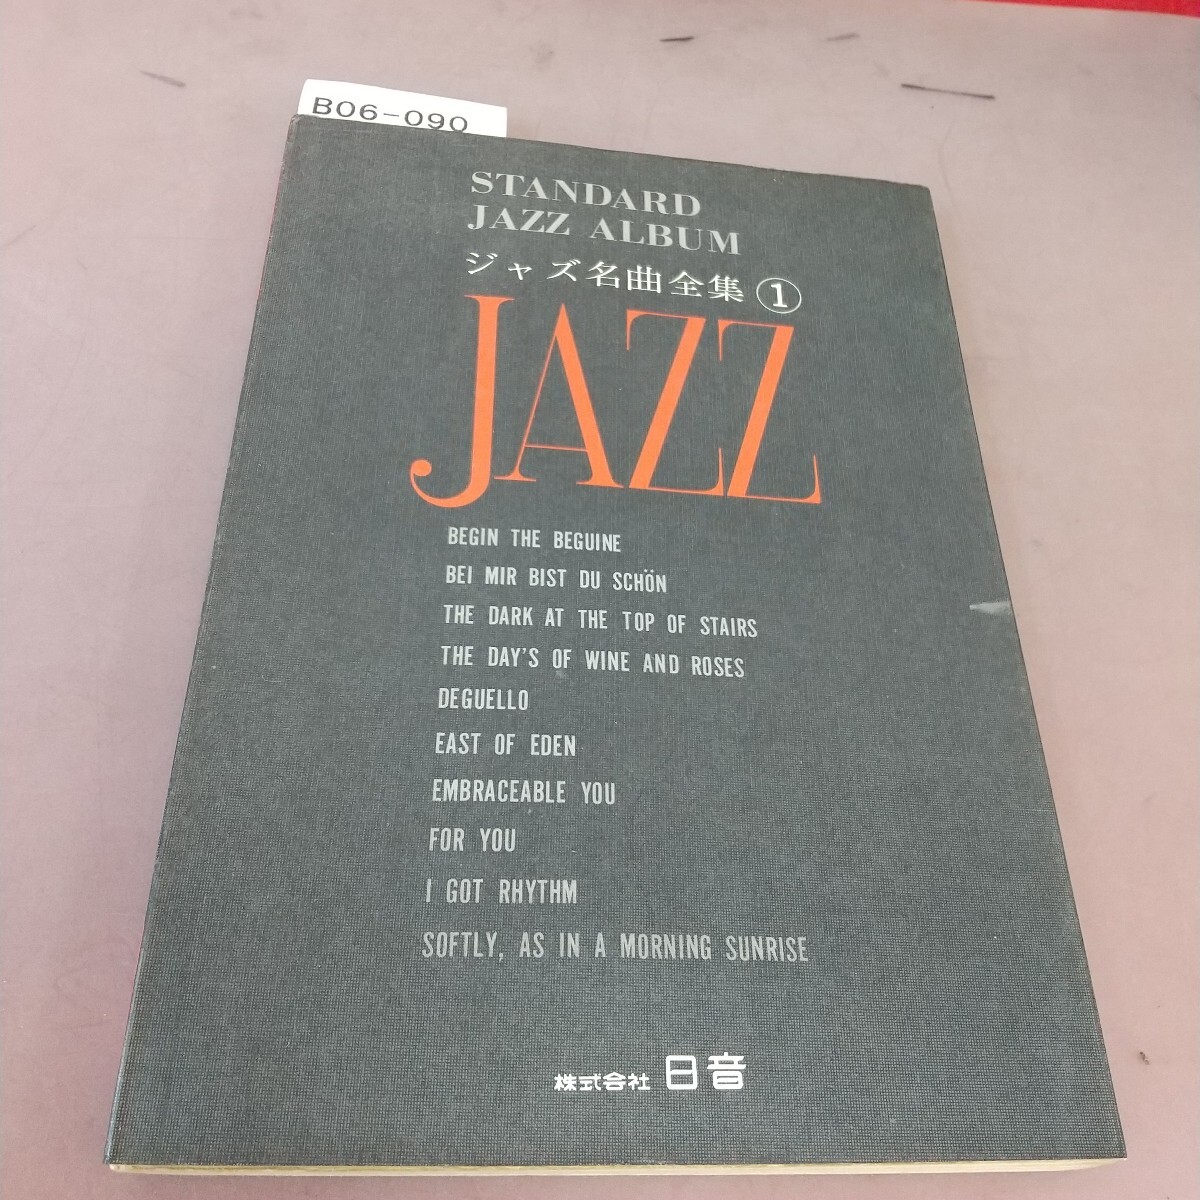 B06-090
STANDARD
JAZZ ALBUM
ジャズ名曲全集①
JAZZ
BEGIN THE BEGUINE
BEI MIR BIST DU SCHÖN
THE DARK AT THE TOP OF STAIRS
THE DAY'S OF WINE AND ROSES
DEGUELLO
EAST OF EDEN
EMBRACEABLE YOU
FOR YOU
I GOT RHYTHM
SOFTLY, AS IN A MORNING SUNRISE
株式会社 日音